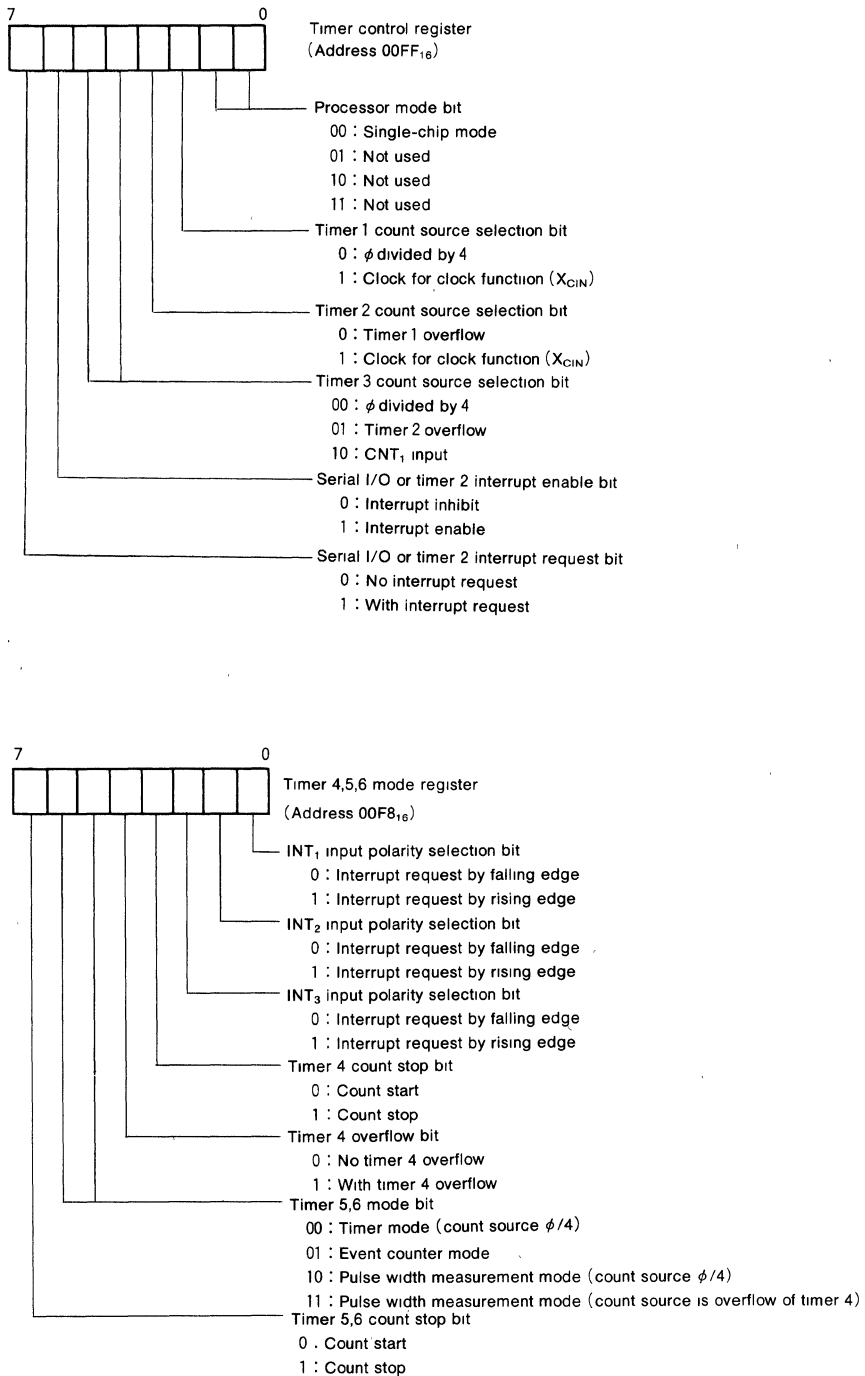 7 0
Timer control register
(Address 00FF₁₆)
Processor mode bit
00 : Single-chip mode
01 : Not used
10 : Not used
11 : Not used
Timer 1 count source selection bit
0 : ϕ divided by 4
1 : Clock for clock functiion (X_CIN)
Timer 2 count source selection bit
0 : Timer 1 overflow
1 : Clock for clock function (X_CIN)
Timer 3 count source selection bit
00 : ϕ divided by 4
01 : Timer 2 overflow
10 : CNT₁ input
Serial I/O or timer 2 interrupt enable bit
0 : Interrupt inhibit
1 : Interrupt enable
Serial I/O or timer 2 interrupt request bit
0 : No interrupt request
1 : With interrupt request
7 0
Timer 4,5,6 mode register
(Address 00F8₁₆)
INT₁ input polarity selection bit
0 : Interrupt request by falling edge
1 : Interrupt request by rising edge
INT₂ input polarity selection bit
0 : Interrupt request by falling edge
1 : Interrupt request by rising edge
INT₃ input polarity selection bit
0 : Interrupt request by falling edge
1 : Interrupt request by rising edge
Timer 4 count stop bit
0 : Count start
1 : Count stop
Timer 4 overflow bit
0 : No timer 4 overflow
1 : With timer 4 overflow
Timer 5,6 mode bit
00 : Timer mode (count source ϕ/4)
01 : Event counter mode
10 : Pulse width measurement mode (count source ϕ/4)
11 : Pulse width measurement mode (count source is overflow of timer 4)
Timer 5,6 count stop bit
0 . Count start
1 : Count stop